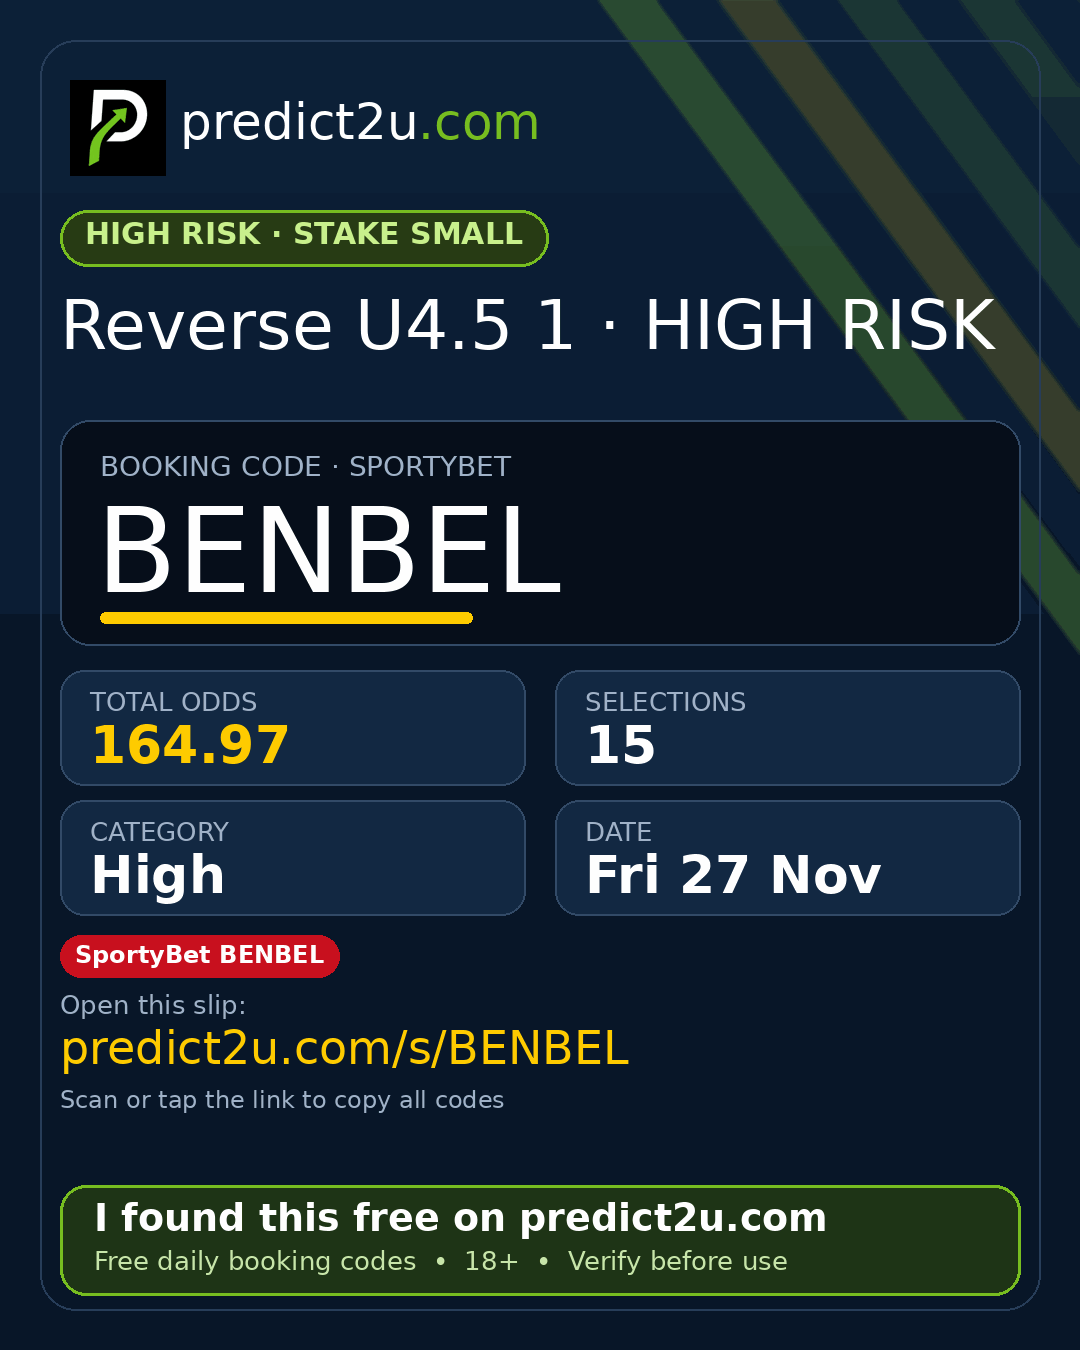 predict2u.com
HIGH RISK · STAKE SMALL
Reverse U4.5 1 · HIGH RISK
BOOKING CODE · SPORTYBET
BENBEL
TOTAL ODDS
164.97
SELECTIONS
15
CATEGORY
High
DATE
Fri 27 Nov
SportyBet BENBEL
Open this slip:
predict2u.com/s/BENBEL
Scan or tap the link to copy all codes
I found this free on predict2u.com
Free daily booking codes • 18+ • Verify before use